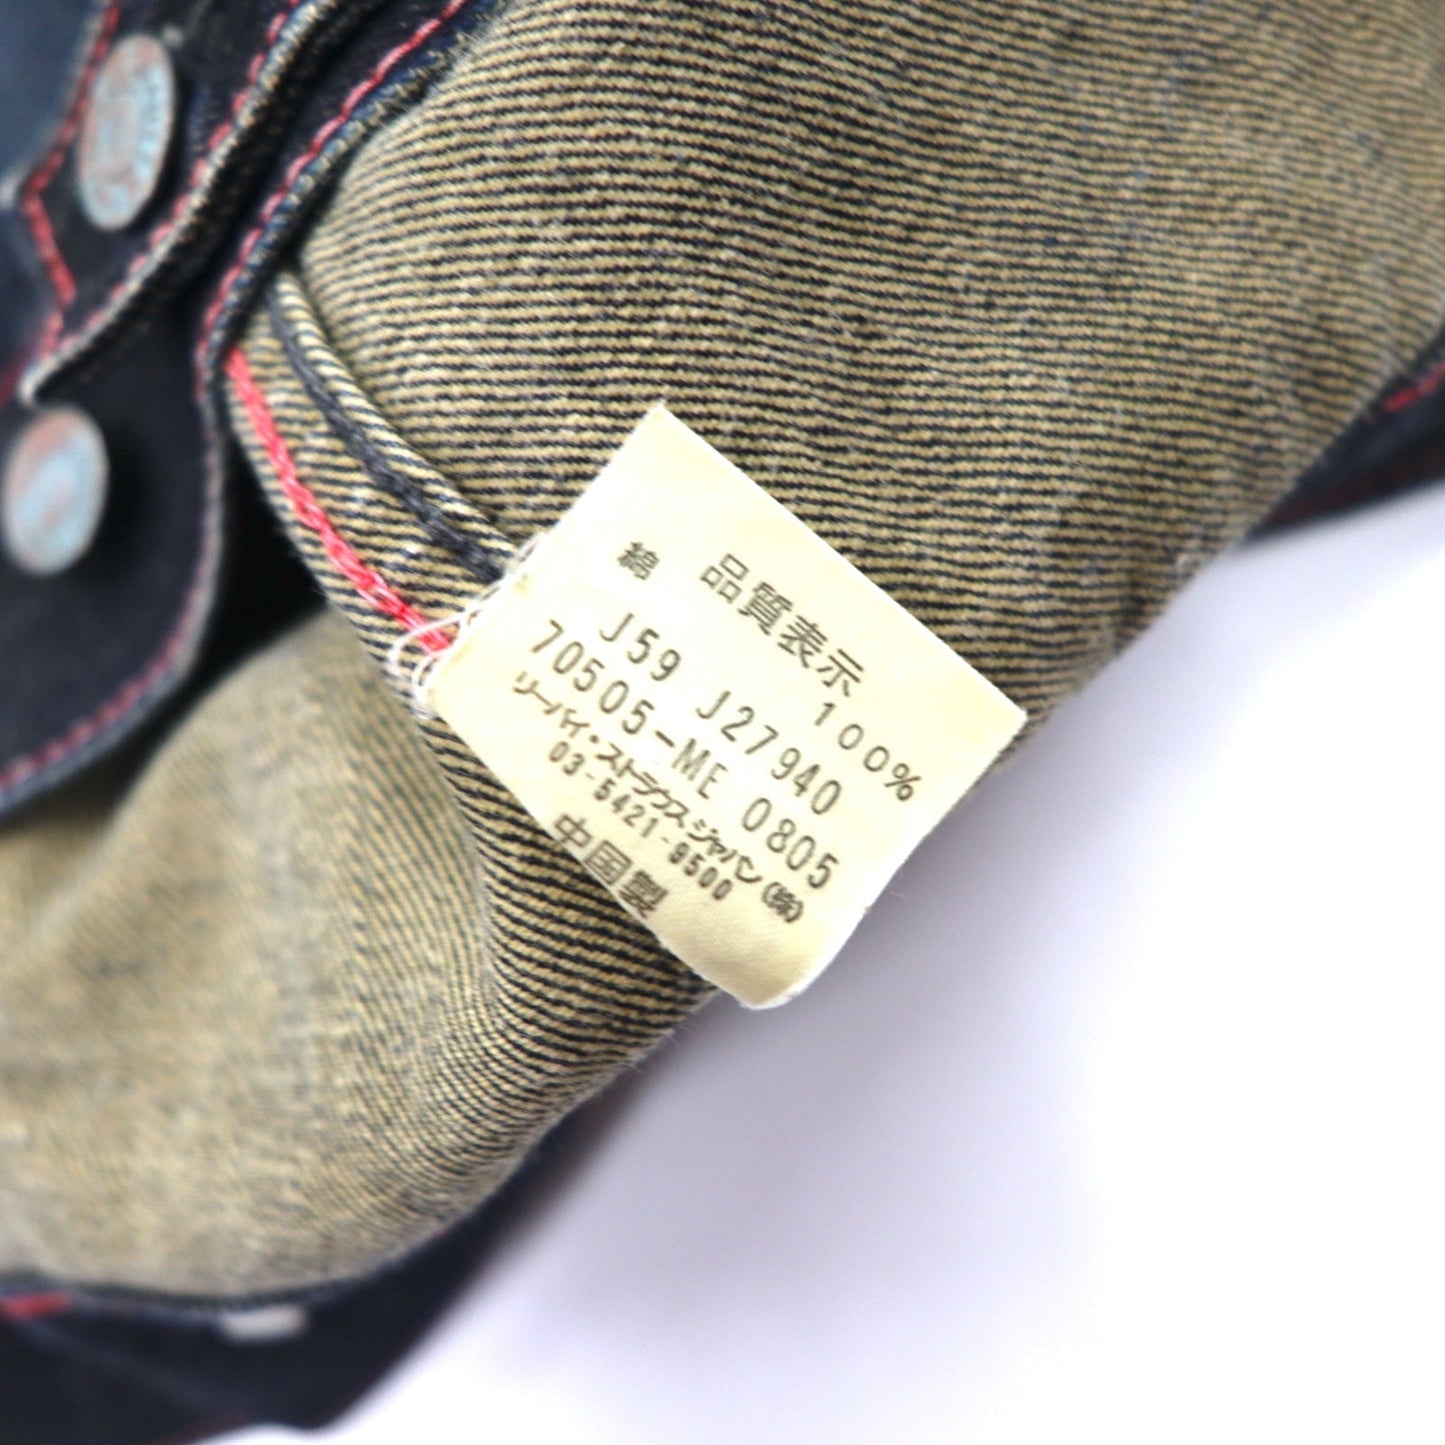 品質表示
綿 100%
J59 J27940
70505-ME 0805
リーバイ・ストラウスジャパン(株)
03-5421-9500
中国製